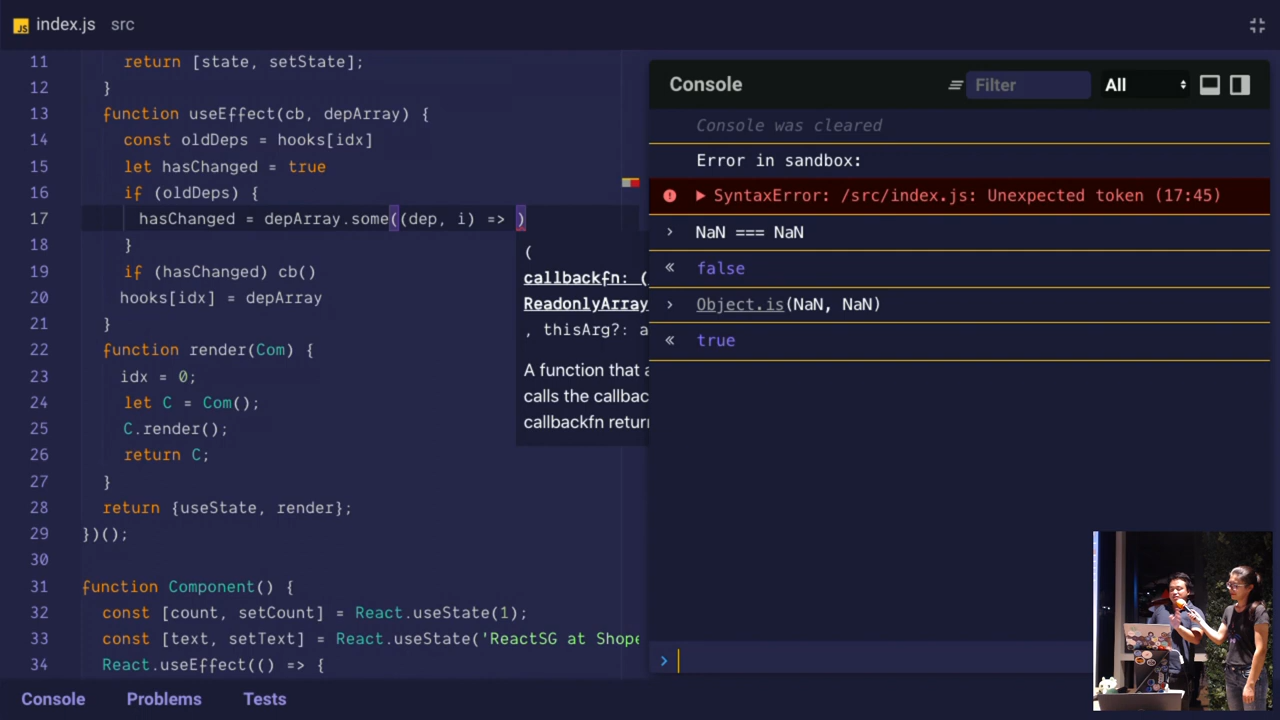 JS index.js src
11 return [state, setState];
12 }
13 function useEffect(cb, depArray) {
14 const oldDeps = hooks[idx]
15 let hasChanged = true
16 if (oldDeps) {
17 hasChanged = depArray.some((dep, i) => )
18 }
19 if (hasChanged) cb()
20 hooks[idx] = depArray
21 }
22 function render(Com) {
23 idx = 0;
24 let C = Com();
25 C.render();
26 return C;
27 }
28 return {useState, render};
29 })();
30
31 function Component() {
32 const [count, setCount] = React.useState(1);
33 const [text, setText] = React.useState('ReactSG at Shope
34 React.useEffect(() => {
(
callbackfn: (
ReadonlyArray
, thisArg?: a
A function that a
calls the callbac
callbackfn return
Console
Filter
All
Console was cleared
Error in sandbox:
SyntaxError: /src/index.js: Unexpected token (17:45)
NaN === NaN
false
Object.is(NaN, NaN)
true
Console Problems Tests